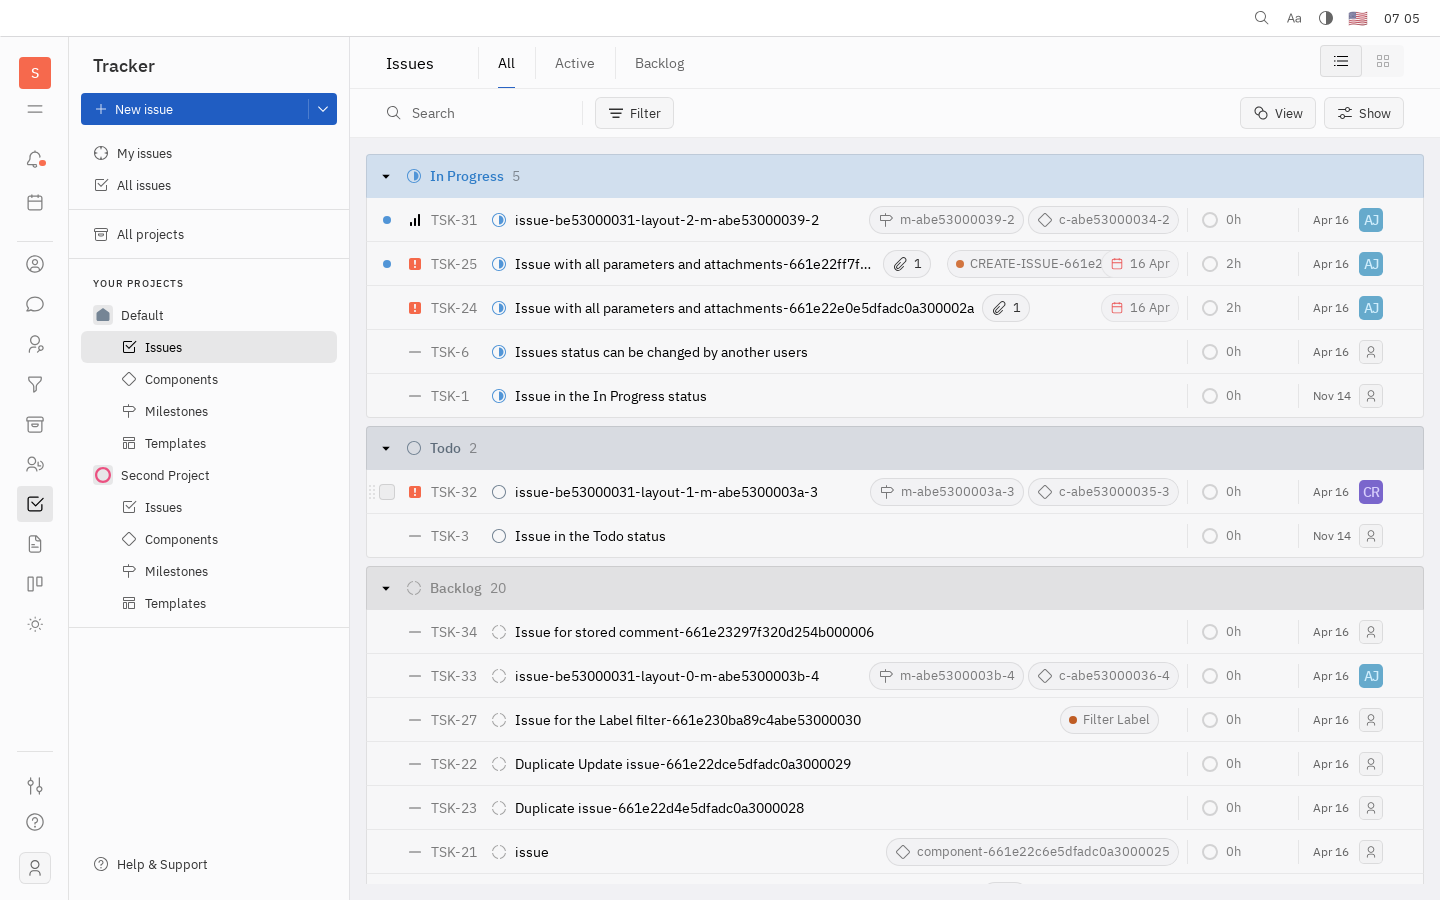 Aa 07 05
S
Tracker
New issue
My issues
All issues
All projects
YOUR PROJECTS
Default
Issues
Components
Milestones
Templates
Second Project
Issues
Components
Milestones
Templates
Help & Support
Issues All Active Backlog
Search Filter View Show
In Progress 5
TSK-31 issue-be53000031-layout-2-m-abe53000039-2 m-abe53000039-2 c-abe53000034-2 0h Apr 16 AJ
TSK-25 Issue with all parameters and attachments-661e22ff7f... 1 CREATE-ISSUE-661e2 16 Apr 2h Apr 16 AJ
TSK-24 Issue with all parameters and attachments-661e22e0e5dfadc0a300002a 1 16 Apr 2h Apr 16 AJ
TSK-6 Issues status can be changed by another users 0h Apr 16
TSK-1 Issue in the In Progress status 0h Nov 14
Todo 2
TSK-32 issue-be53000031-layout-1-m-abe5300003a-3 m-abe5300003a-3 c-abe53000035-3 0h Apr 16 CR
TSK-3 Issue in the Todo status 0h Nov 14
Backlog 20
TSK-34 Issue for stored comment-661e23297f320d254b000006 0h Apr 16
TSK-33 issue-be53000031-layout-0-m-abe5300003b-4 m-abe5300003b-4 c-abe53000036-4 0h Apr 16 AJ
TSK-27 Issue for the Label filter-661e230ba89c4abe53000030 Filter Label 0h Apr 16
TSK-22 Duplicate Update issue-661e22dce5dfadc0a3000029 0h Apr 16
TSK-23 Duplicate issue-661e22d4e5dfadc0a3000028 0h Apr 16
TSK-21 issue component-661e22c6e5dfadc0a3000025 0h Apr 16